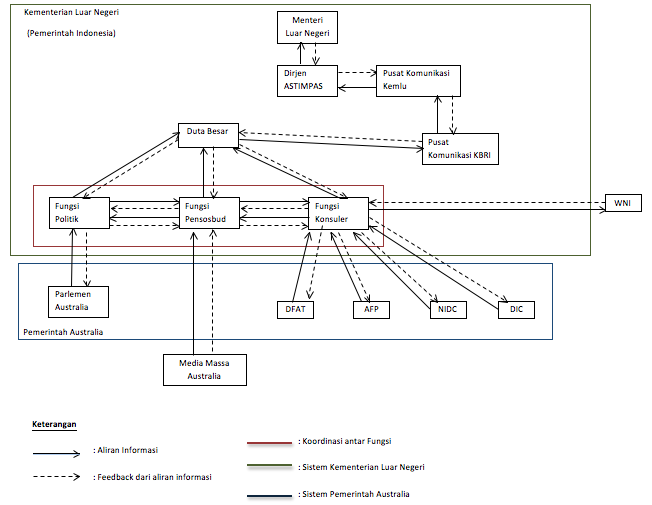 Kementerian Luar Negeri
(Pemerintah Indonesia)
Menteri
Luar Negeri
Dirjen
ASTIMPAS
Pusat Komunikasi
Kemlu
Duta Besar
Pusat
Komunikasi KBRI
Fungsi
Politik
Fungsi
Pensosbud
Fungsi
Konsuler
WNI
Parlemen
Australia
DFAT
AFP
NIDC
DIC
Pemerintah Australia
Media Massa
Australia
Keterangan
: Aliran Informasi
: Feedback dari aliran informasi
: Koordinasi antar Fungsi
: Sistem Kementerian Luar Negeri
: Sistem Pemerintah Australia